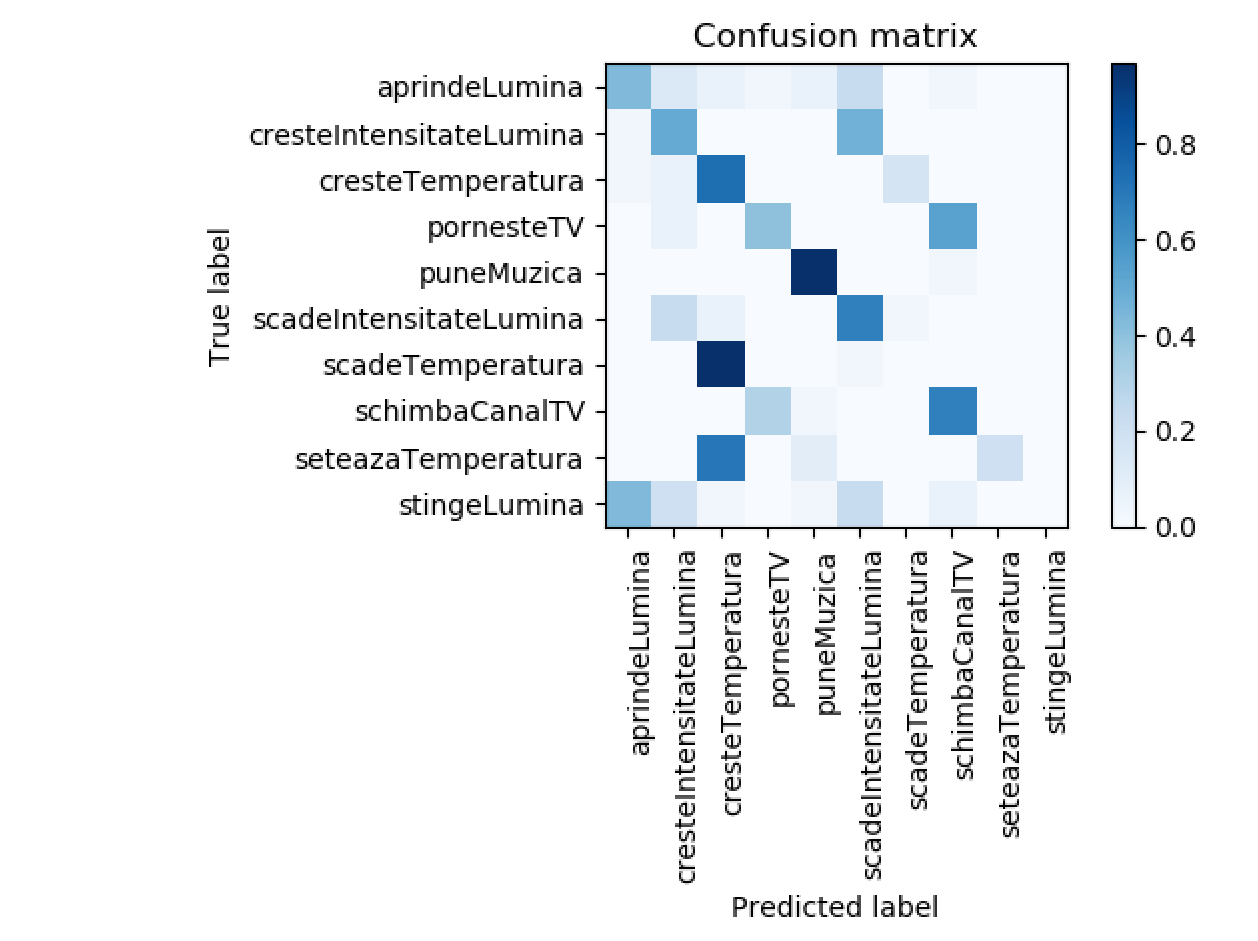 Confusion matrix
True label
aprindeLumina
cresteIntensitateLumina
cresteTemperatura
pornesteTV
puneMuzica
scadeIntensitateLumina
scadeTemperatura
schimbaCanalTV
seteazaTemperatura
stingeLumina
0.8
0.6
0.4
0.2
0.0
aprindeLumina
cresteIntensitateLumina
cresteTemperatura
pornesteTV
puneMuzica
scadeIntensitateLumina
scadeTemperatura
schimbaCanalTV
seteazaTemperatura
stingeLumina
Predicted label